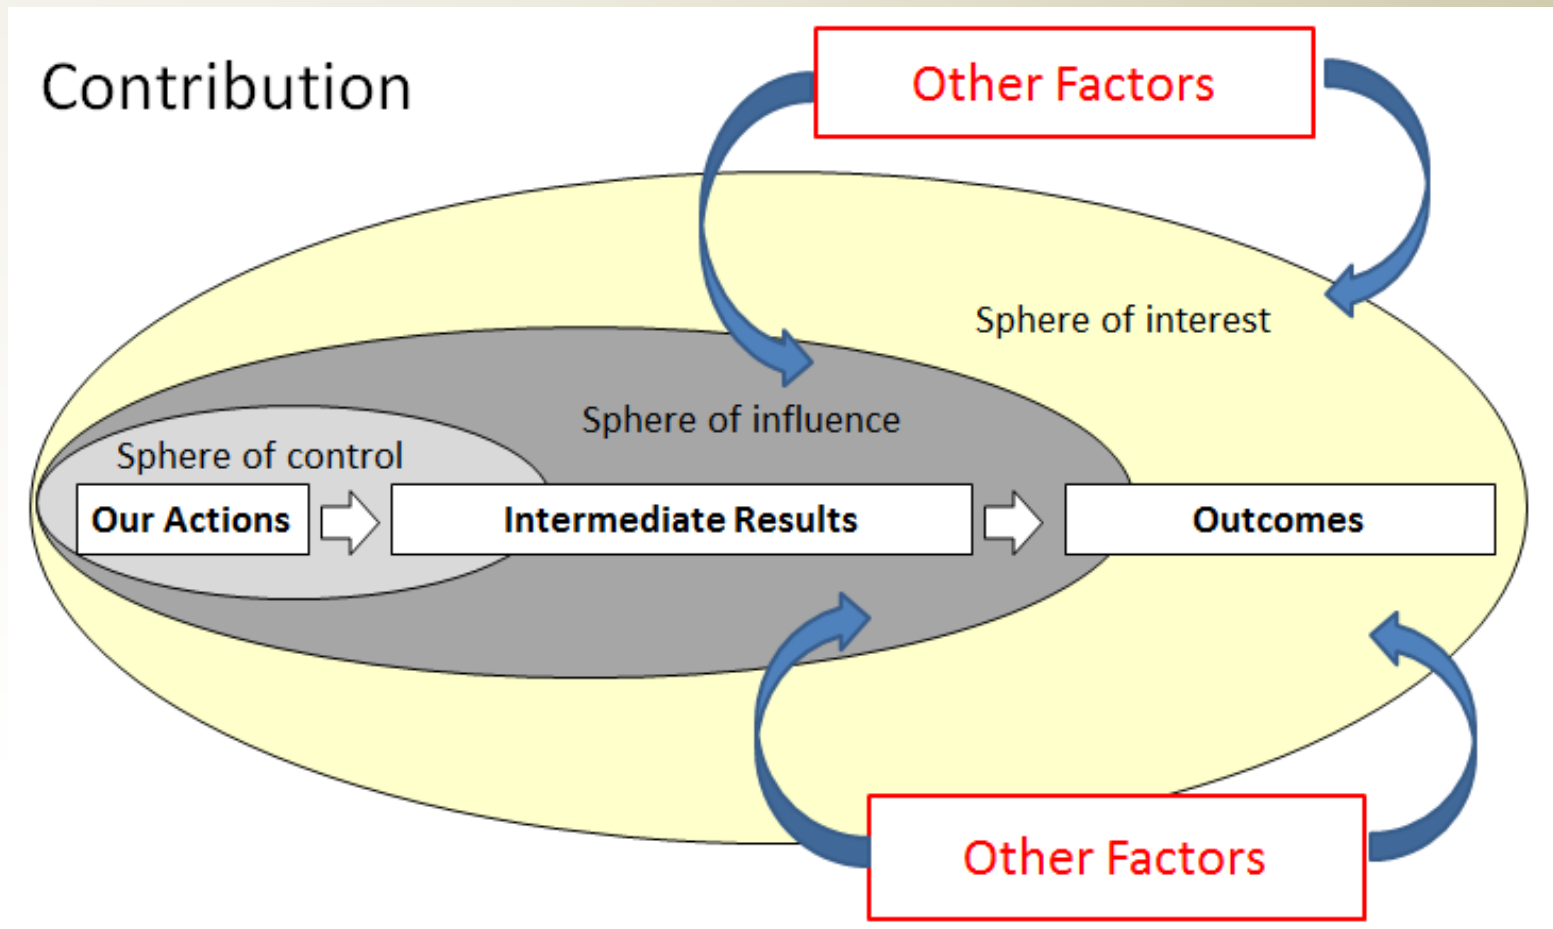 Contribution
Other Factors
Sphere of interest
Sphere of influence
Sphere of control
Our Actions
Intermediate Results
Outcomes
Other Factors